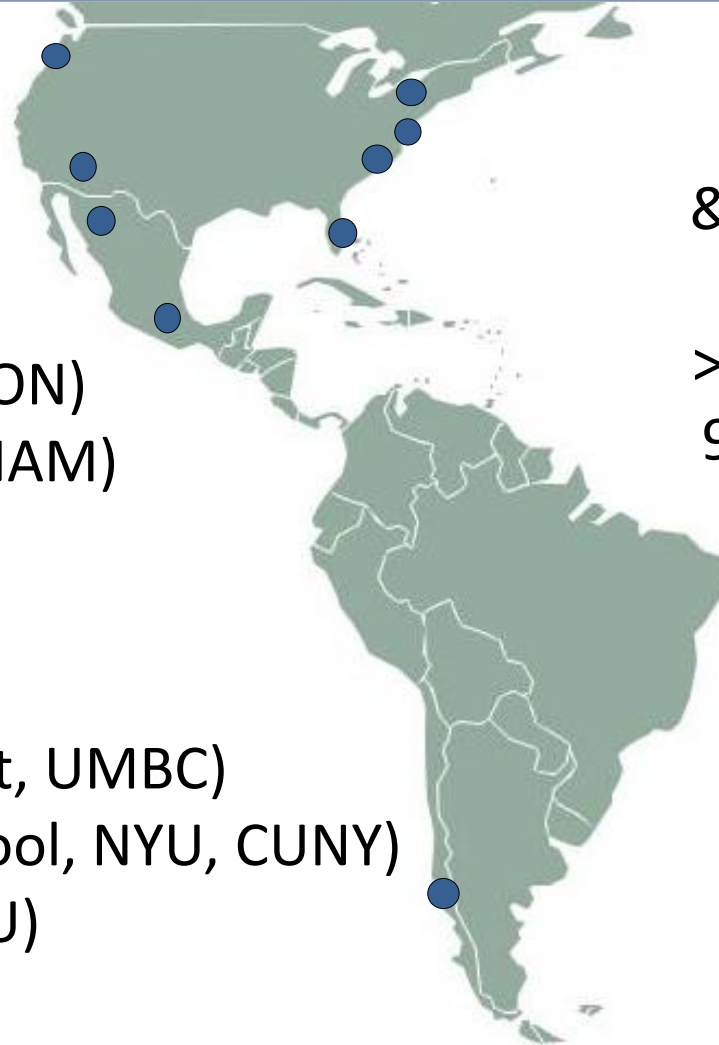 &
ON)
>
9
IAM)
t, UMBC)
ool, NYU, CUNY)
J)